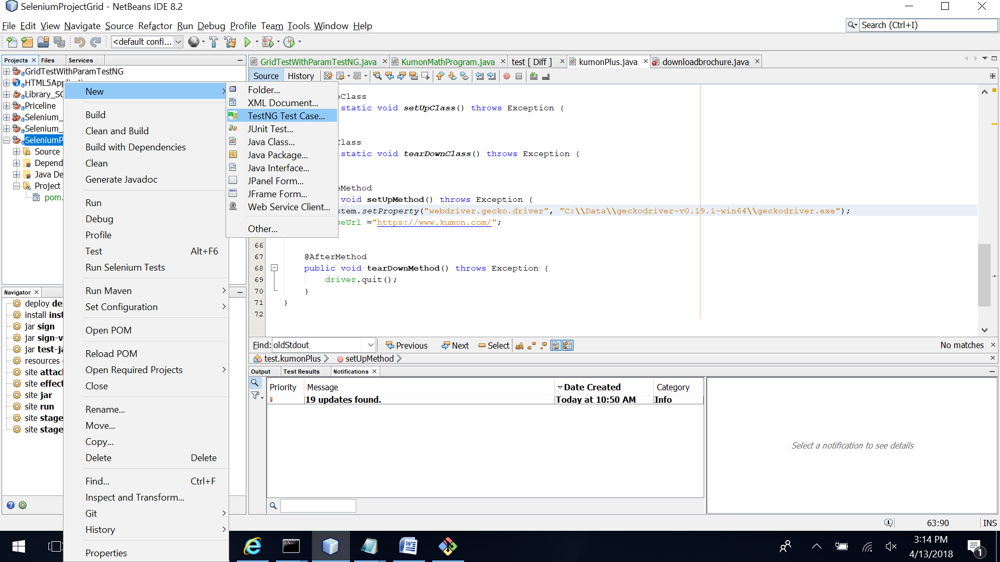 SeleniumProjectGrid - NetBeans IDE 8.2
File Edit View Navigate Source Refactor Run Debug Profile Team Tools Window Help
Search (Ctrl+I)
<default confi...
Projects Files Services
GridTestWithParamTestNG
HTML5App
Library_SC
Priceline
Selenium_
Selenium_
SeleniumP
Source
Depend
Java De
Project
pom.
New
Build
Clean and Build
Build with Dependencies
Clean
Generate Javadoc
Run
Debug
Profile
Test Alt+F6
Run Selenium Tests
Run Maven
Set Configuration
Open POM
Reload POM
Open Required Projects
Close
Rename...
Move...
Copy...
Delete Delete
Find... Ctrl+F
Inspect and Transform...
Git
History
Properties
Folder...
XML Document...
TestNG Test Case...
JUnit Test...
Java Class...
Java Package...
Java Interface...
JPanel Form...
JFrame Form...
Web Service Client...
Other...
GridTestWithParamTestNG.java KumonMathProgram.java test [ Diff ] kumonPlus.java downloadbrochure.java
Source History
eClass
static void setUpClass() throws Exception {
lass
static void tearDownClass() throws Exception {
eMethod
void setUpMethod() throws Exception {
stem.setProperty("webdriver.gecko.driver", "C:\\Data\\geckodriver-v0.19.1-win64\\geckodriver.exe");
seUrl ="https://www.kumon.com/";
66
67 @AfterMethod
68 public void tearDownMethod() throws Exception {
69 driver.quit();
70 }
71 }
72
Find: oldStdout Previous Next Select No matches
test.kumonPlus setUpMethod
Navigator
deploy de
install inst
jar sign
jar sign-v
jar test-ja
resources
site attach
site effect
site jar
site run
site stage
site stage
Output Test Results Notifications
Priority Message Date Created Category
19 updates found. Today at 10:50 AM Info
Select a notification to see details
63:90 INS
3:14 PM
4/13/2018
1